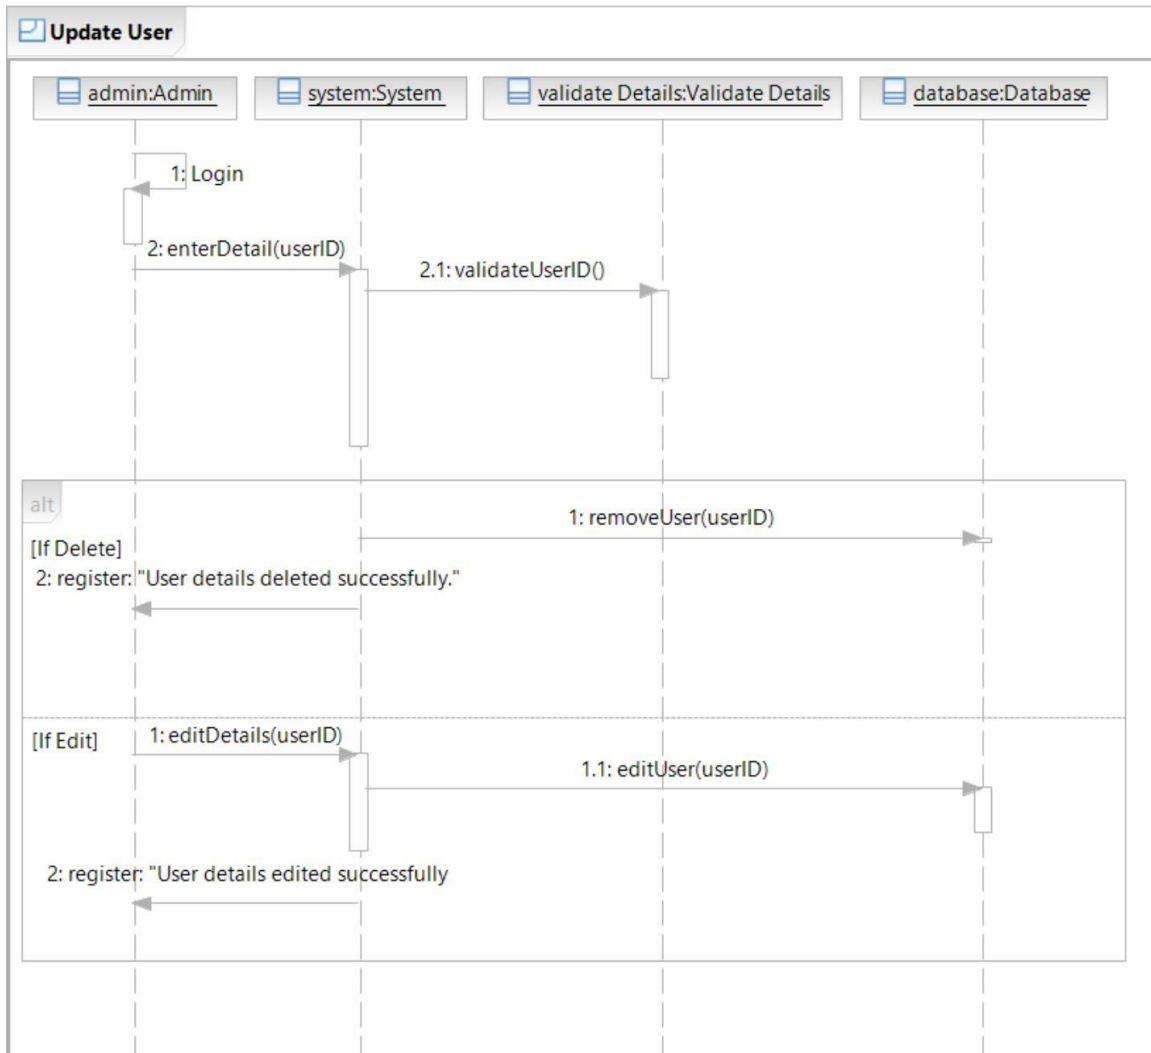 Update User
admin:Admin
system:System
validate Details:Validate Details
database:Database
1: Login
2: enterDetail(userID)
2.1: validateUserID()
alt
1: removeUser(userID)
[If Delete]
2: register: "User details deleted successfully."
[If Edit]
1: editDetails(userID)
1.1: editUser(userID)
2: register: "User details edited successfully